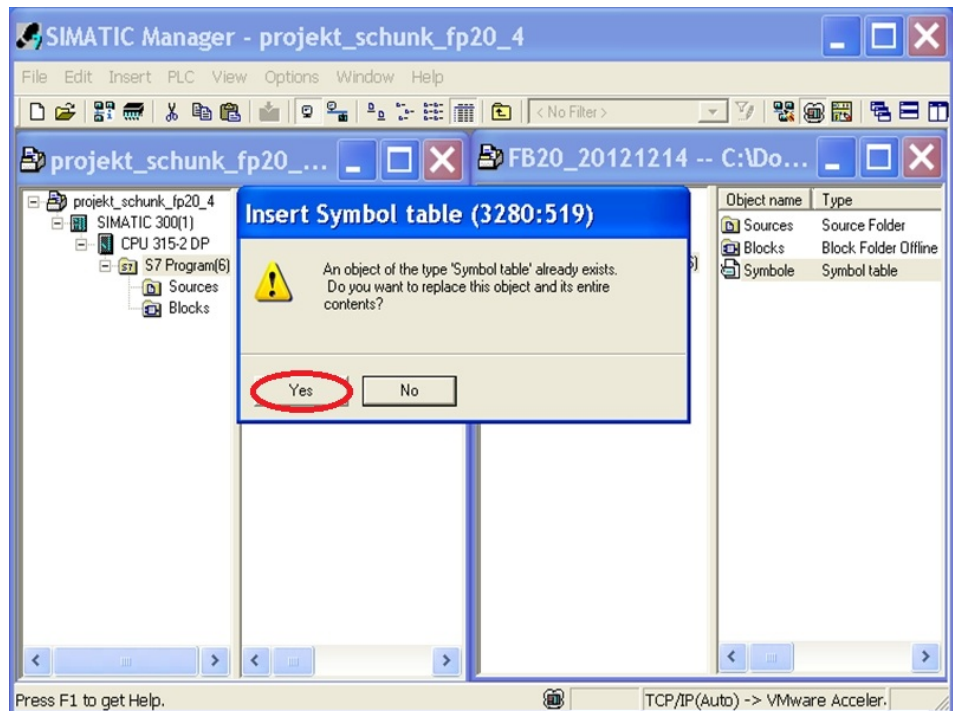 SIMATIC Manager - projekt_schunk_fp20_4
File Edit Insert PLC View Options Window Help
< No Filter >
projekt_schunk_fp20_...
FB20_20121214 -- C:\Do...
projekt_schunk_fp20_4
SIMATIC 300(1)
CPU 315-2 DP
S7 Program(6)
Sources
Blocks
Insert Symbol table (3280:519)
An object of the type 'Symbol table' already exists.
Do you want to replace this object and its entire
contents?
Yes No
Object name Type
Sources Source Folder
Blocks Block Folder Offline
Symbole Symbol table
Press F1 to get Help.
TCP/IP(Auto) -> VMware Acceler.